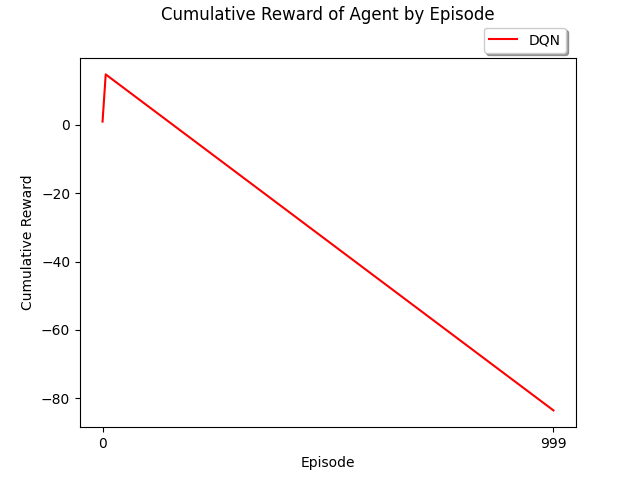 Cumulative Reward of Agent by Episode
DQN
0
−20
−40
−60
−80
Cumulative Reward
0
999
Episode